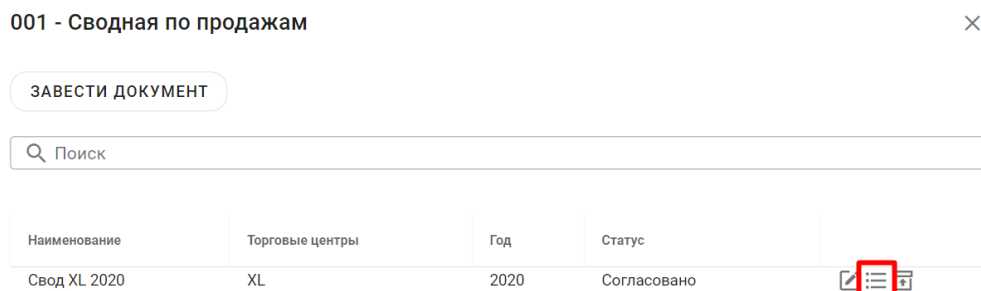 001 - Сводная по продажам
ЗАВЕСТИ ДОКУМЕНТ
Поиск
Наименование Торговые центры Год Статус
Свод XL 2020 XL 2020 Согласовано